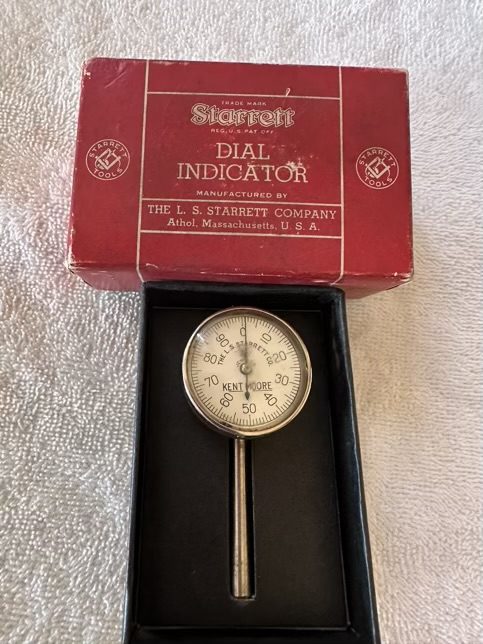 TRADE MARK
Starrett
REG. U.S. PAT OFF.
DIAL
INDICATOR
MANUFACTURED BY
THE L. S. STARRETT COMPANY
Athol, Massachusetts, U. S. A.
STARRETT
TOOLS
STARRETT
TOOLS
0
10
20
30
40
50
60
70
80
90
THE L.S. STARRETT CO.
KENT MOORE